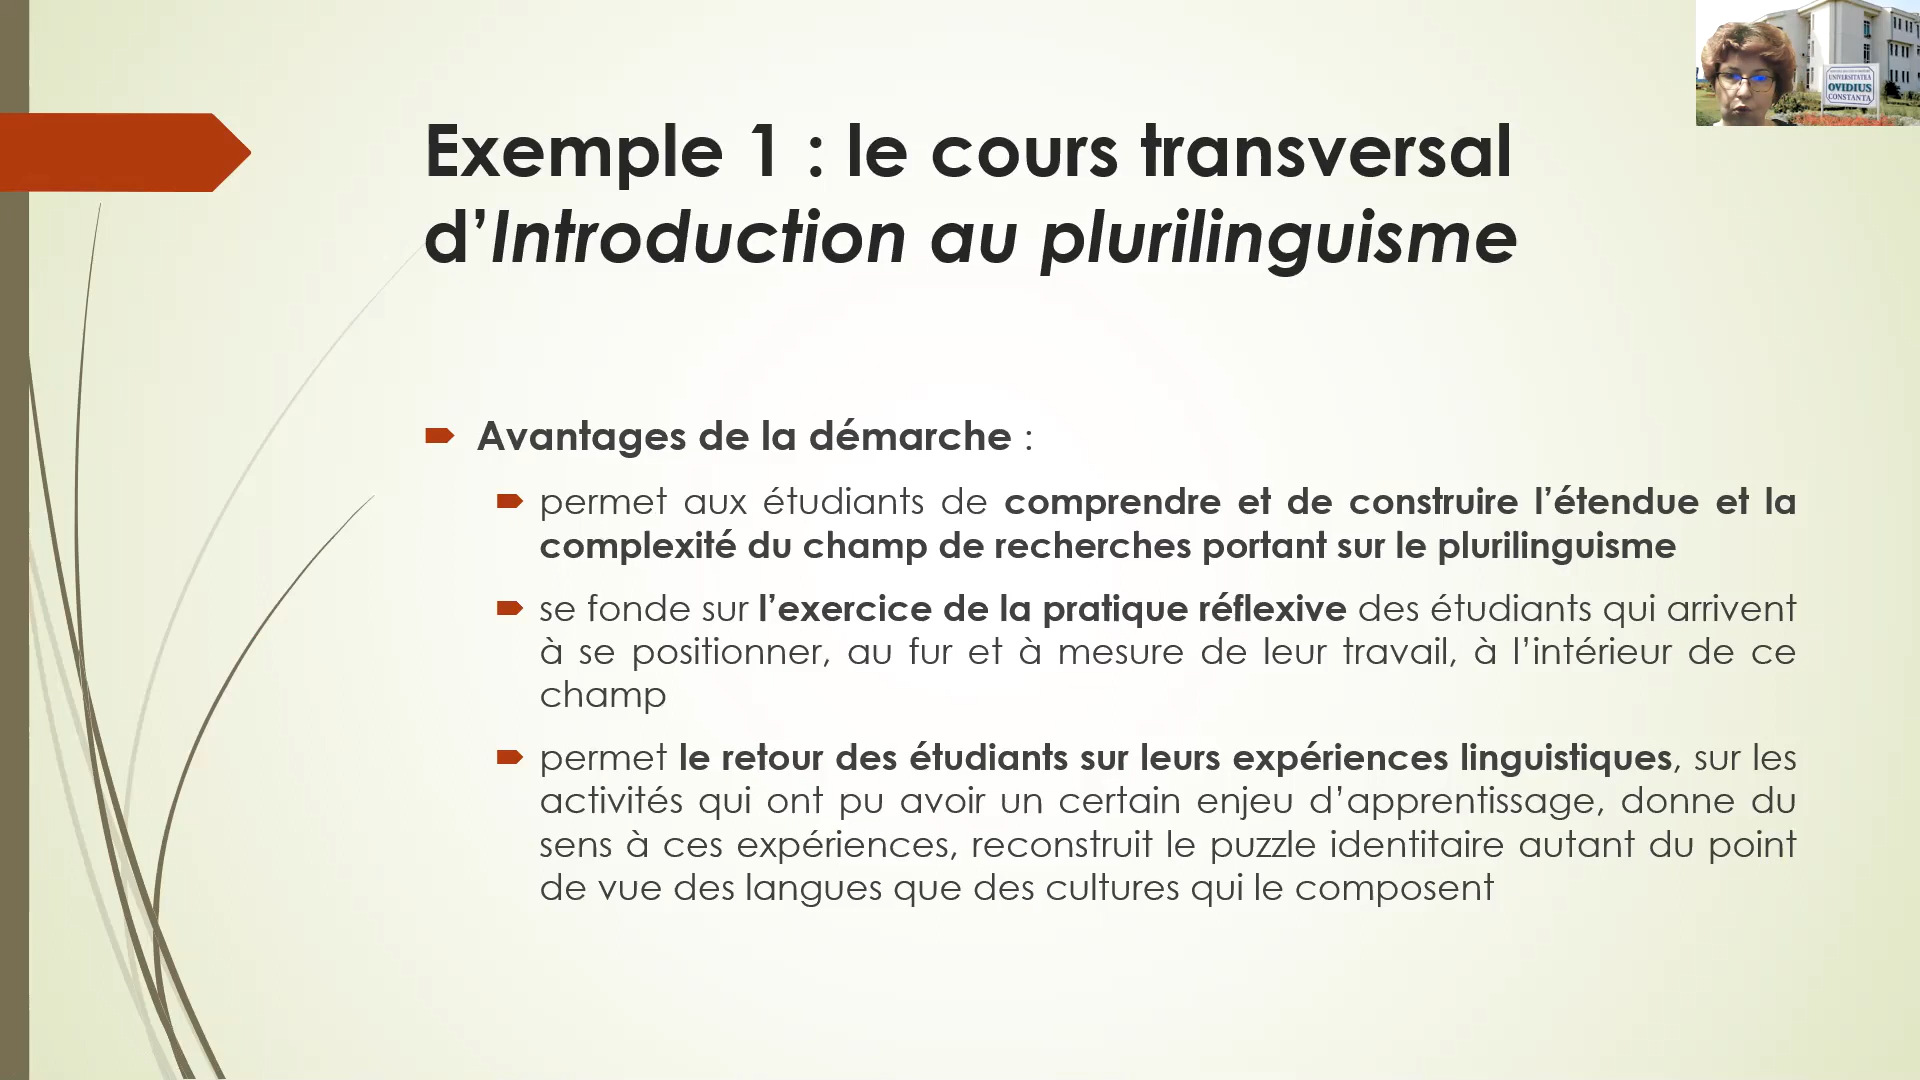 Exemple 1 : le cours transversal
d’Introduction au plurilinguisme
Avantages de la démarche :
permet aux étudiants de comprendre et de construire l’étendue et la
complexité du champ de recherches portant sur le plurilinguisme
se fonde sur l’exercice de la pratique réflexive des étudiants qui arrivent
à se positionner, au fur et à mesure de leur travail, à l’intérieur de ce
champ
permet le retour des étudiants sur leurs expériences linguistiques, sur les
activités qui ont pu avoir un certain enjeu d’apprentissage, donne du
sens à ces expériences, reconstruit le puzzle identitaire autant du point
de vue des langues que des cultures qui le composent
UNIVERSITATEA
OVIDIUS
CONSTANTA